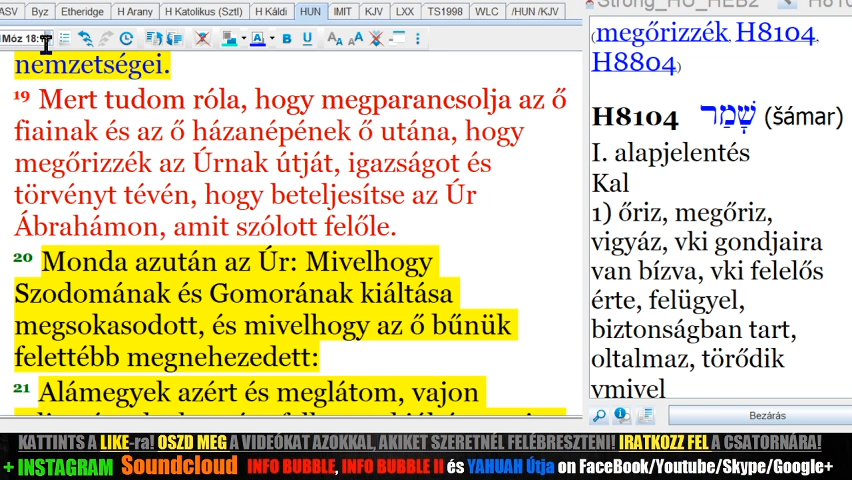 ASV Byz Etheridge H Arany H Katolikus (Sztl) H Káldi HUN IMIT KJV LXX TS1998 WLC /HUN /KJV
Móz 18:
nemzetségei.
19 Mert tudom róla, hogy megparancsolja az ő
fiainak és az ő házanépének ő utána, hogy
megőrizzék az Úrnak útját, igazságot és
törvényt tévén, hogy beteljesítse az Úr
Ábrahámon, amit szólott felőle.
20 Monda azután az Úr: Mivelhogy
Szodomának és Gomorának kiáltása
megsokasodott, és mivelhogy az ő bűnük
felettébb megnehezedett:
21 Alámegyek azért és meglátom, vajon
Strong_HU_HEB2
(megőrizzék, H8104,
H8804)
H8104 שָׁמַר (šámar)
I. alapjelentés
Kal
1) őriz, megőriz,
vigyáz, vki gondjaira
van bízva, vki felelős
érte, felügyel,
biztonságban tart,
oltalmaz, törődik
vmivel
Bezárás
KATTINTS A LIKE-ra! OSZD MEG A VIDEÓKAT AZOKKAL, AKIKET SZERETNÉL FELÉBRESZTENI! IRATKOZZ FEL A CSATORNÁRA!
+ INSTAGRAM Soundcloud INFO BUBBLE, INFO BUBBLE II és YAHUAH Útja on FaceBook/Youtube/Skype/Google+